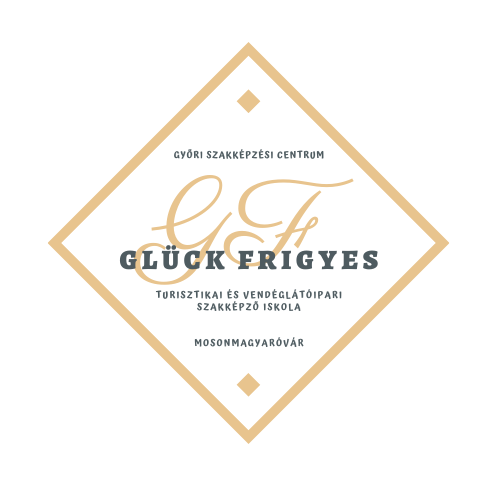 GYŐRI SZAKKÉPZÉSI CENTRUM
GF
GLÜCK FRIGYES
TURISZTIKAI ÉS VENDÉGLÁTÓIPARI
SZAKKÉPZŐ ISKOLA
MOSONMAGYARÓVÁR